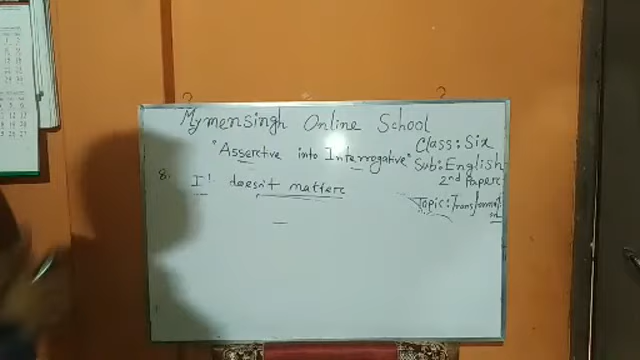 Mymensingh Online School
Class: Six
"Assertive into Interrogative"
Sub: English
2nd Paper
8. It doesn't matter
Topic: Transformation